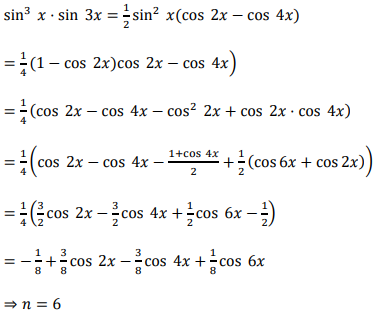 sin³ x · sin 3x = 1/2 sin² x(cos 2x − cos 4x)
= 1/4 (1 − cos 2x)cos 2x − cos 4x)
= 1/4 (cos 2x − cos 4x − cos² 2x + cos 2x · cos 4x)
= 1/4 (cos 2x − cos 4x − (1+cos 4x)/2 + 1/2 (cos 6x + cos 2x))
= 1/4 (3/2 cos 2x − 3/2 cos 4x + 1/2 cos 6x − 1/2)
= − 1/8 + 3/8 cos 2x − 3/8 cos 4x + 1/8 cos 6x
⇒ n = 6